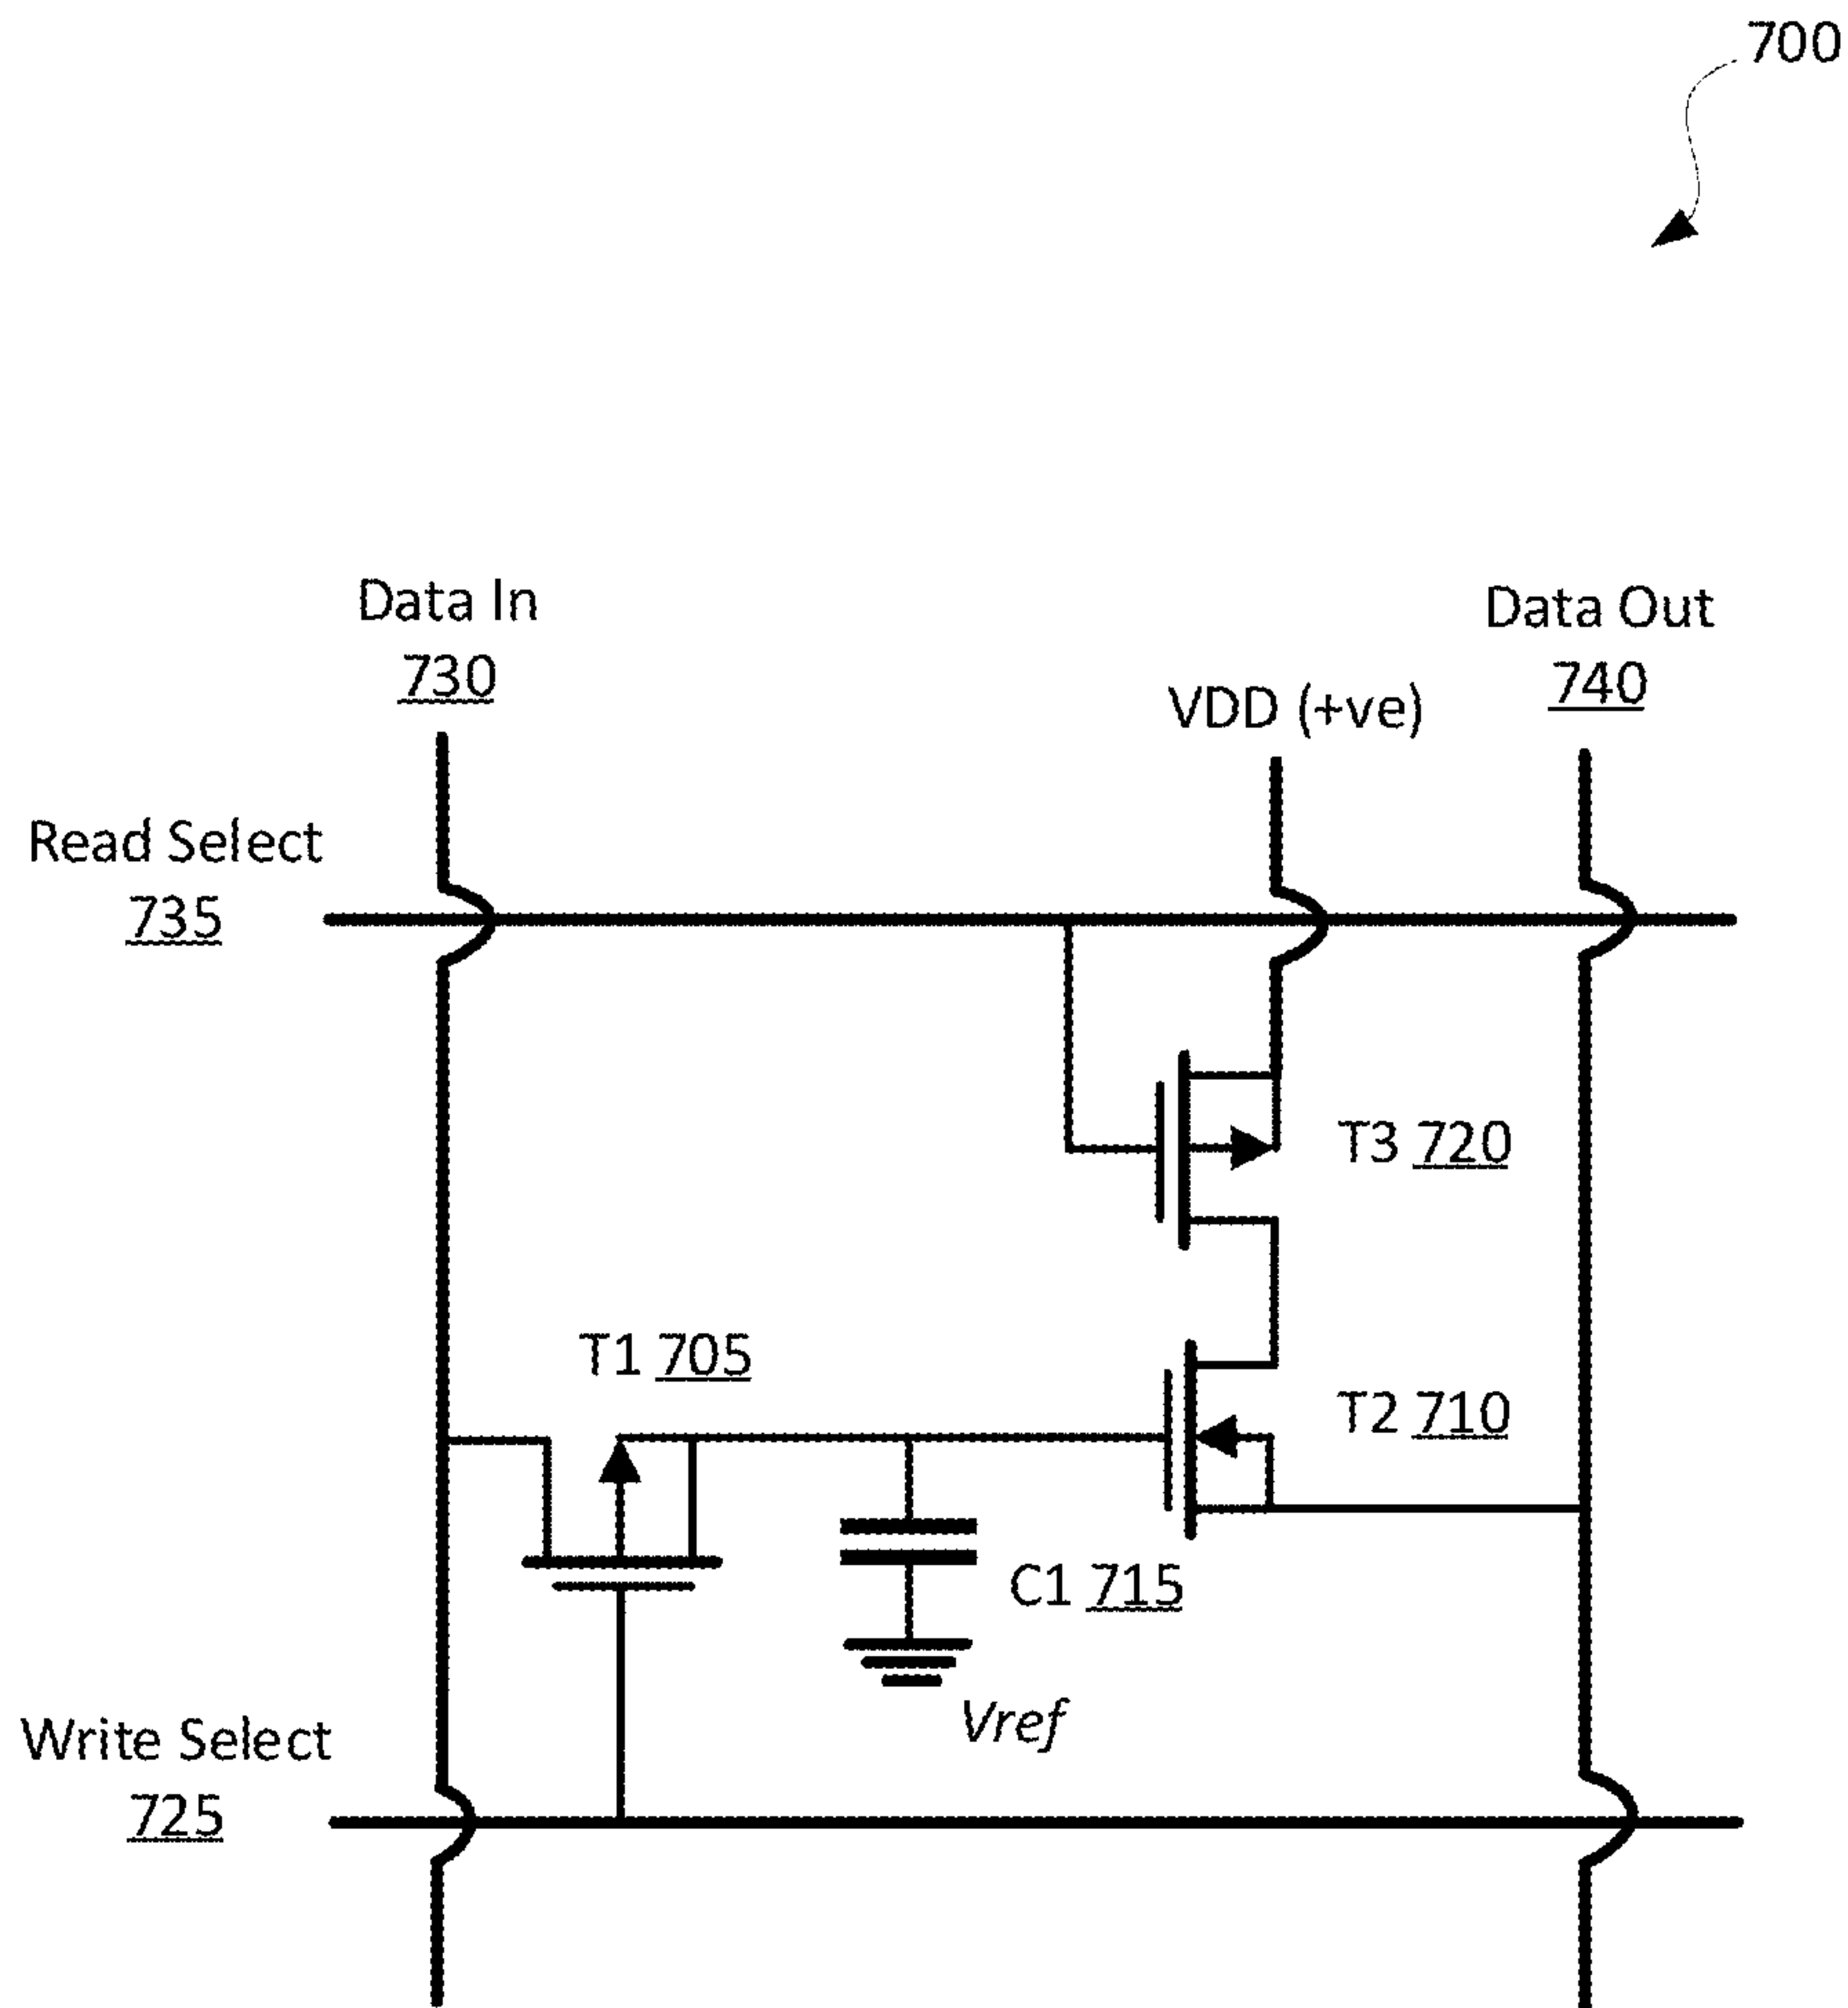 700
Data In
730
Data Out
740
VDD (+ve)
Read Select
735
T3 720
T1 705
T2 710
C1 715
Vref
Write Select
725